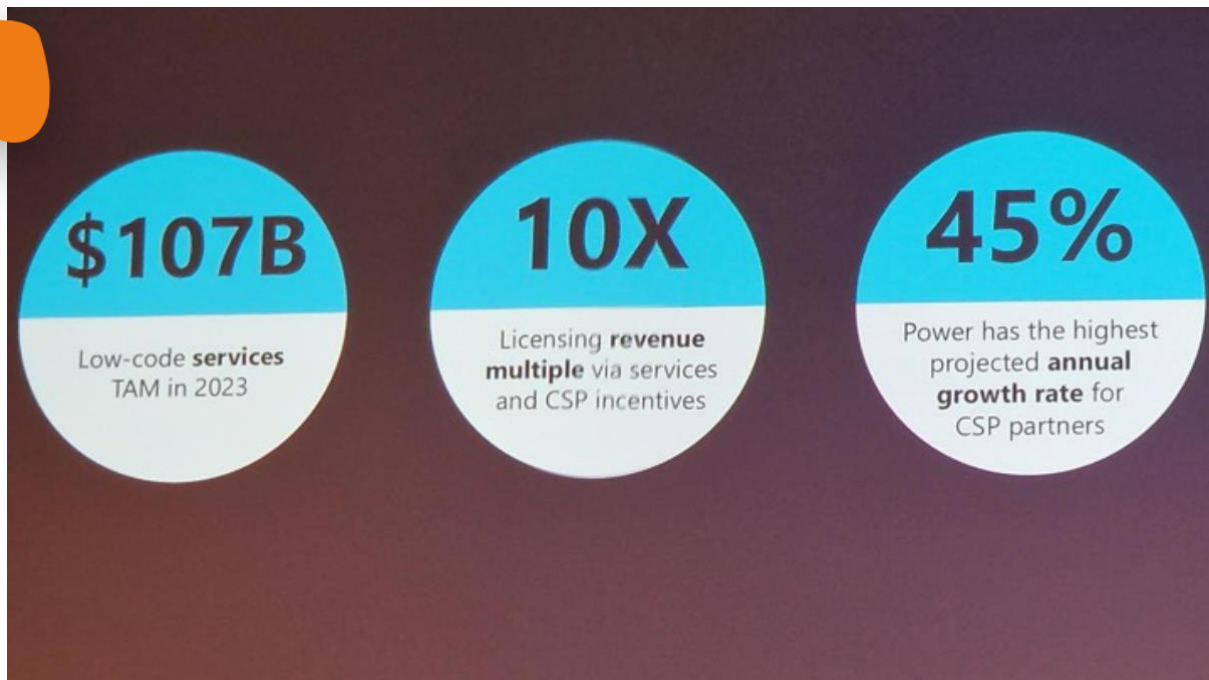 $107B
Low-code services
TAM in 2023
10X
Licensing revenue
multiple via services
and CSP incentives
45%
Power has the highest
projected annual
growth rate for
CSP partners